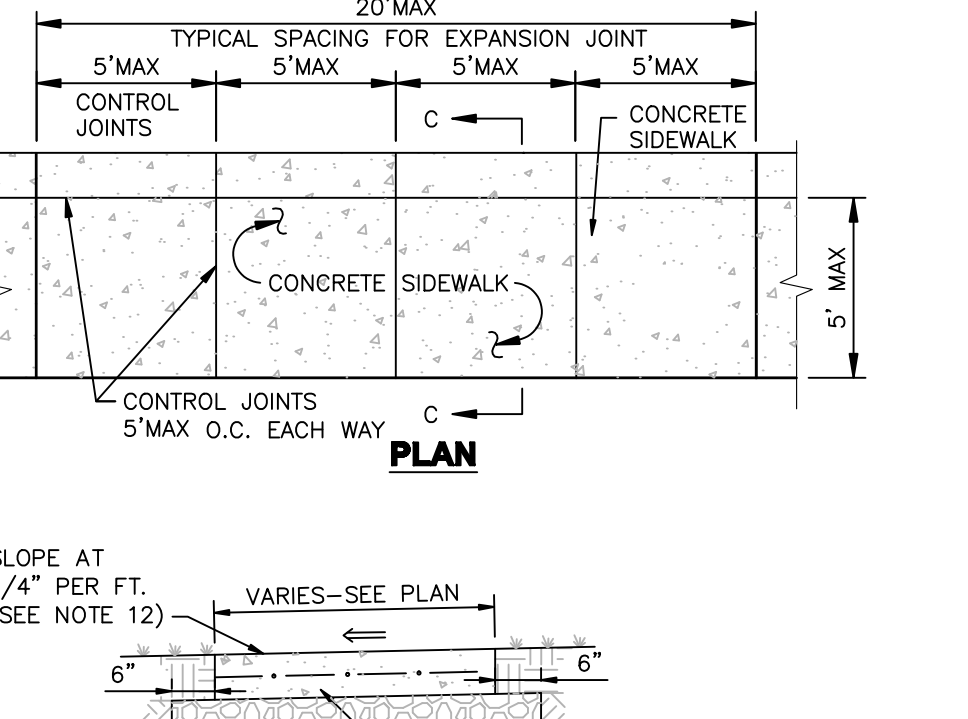 20'MAX
TYPICAL SPACING FOR EXPANSION JOINT
5'MAX 5'MAX 5'MAX 5'MAX
CONTROL
JOINTS
C
CONCRETE
SIDEWALK
CONCRETE SIDEWALK
5' MAX
CONTROL JOINTS
5'MAX O.C. EACH WAY
C
PLAN
SLOPE AT
/4" PER FT.
SEE NOTE 12)
VARIES-SEE PLAN
6"
6"